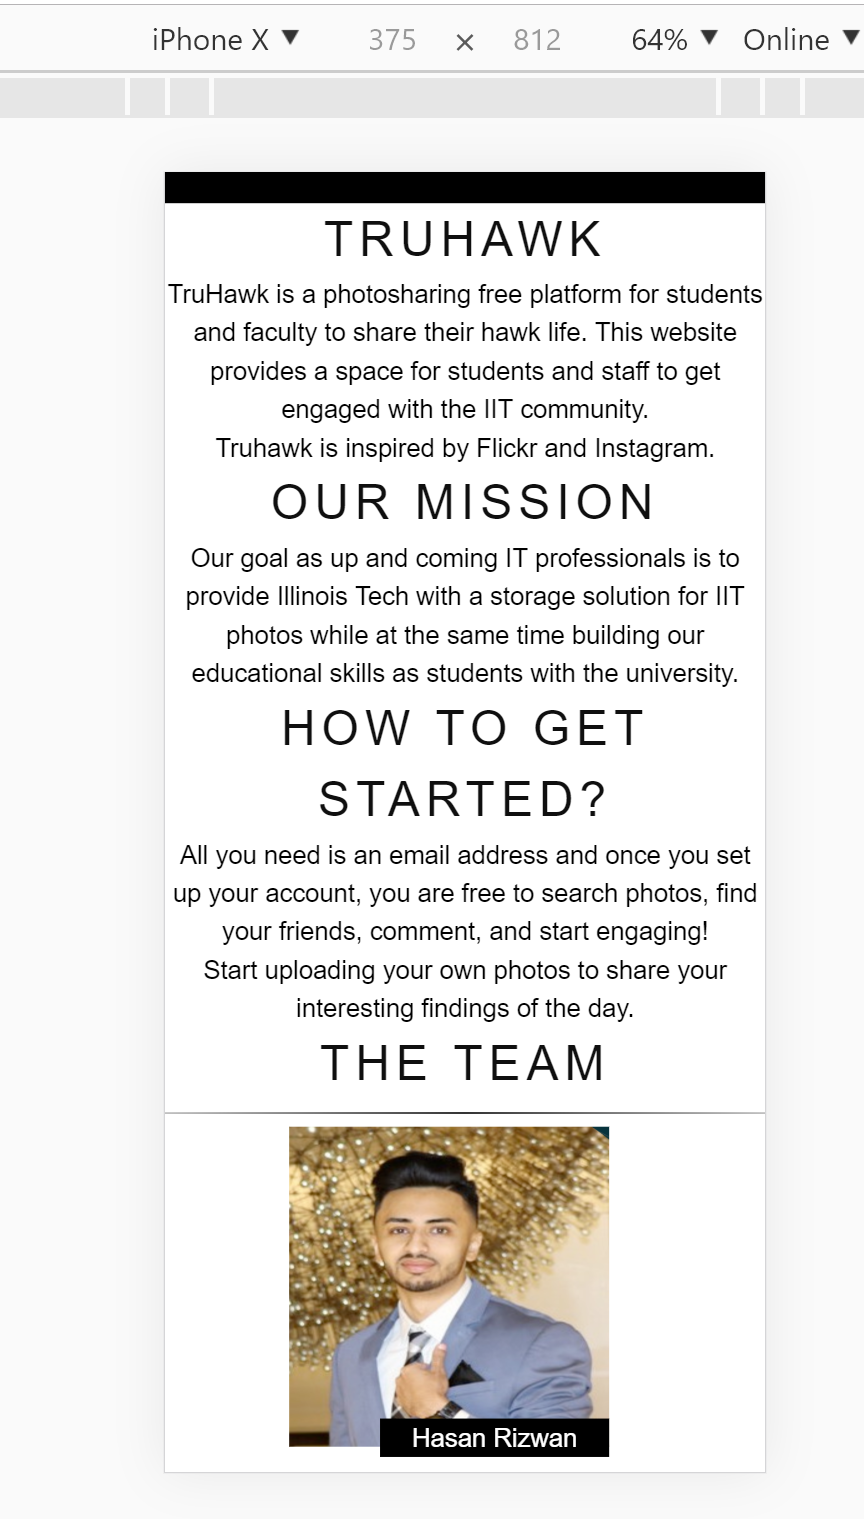 iPhone X ▼ 375 × 812 64% ▼ Online ▼
TRUHAWK
TruHawk is a photosharing free platform for students
and faculty to share their hawk life. This website
provides a space for students and staff to get
engaged with the IIT community.
Truhawk is inspired by Flickr and Instagram.
OUR MISSION
Our goal as up and coming IT professionals is to
provide Illinois Tech with a storage solution for IIT
photos while at the same time building our
educational skills as students with the university.
HOW TO GET
STARTED?
All you need is an email address and once you set
up your account, you are free to search photos, find
your friends, comment, and start engaging!
Start uploading your own photos to share your
interesting findings of the day.
THE TEAM
Hasan Rizwan